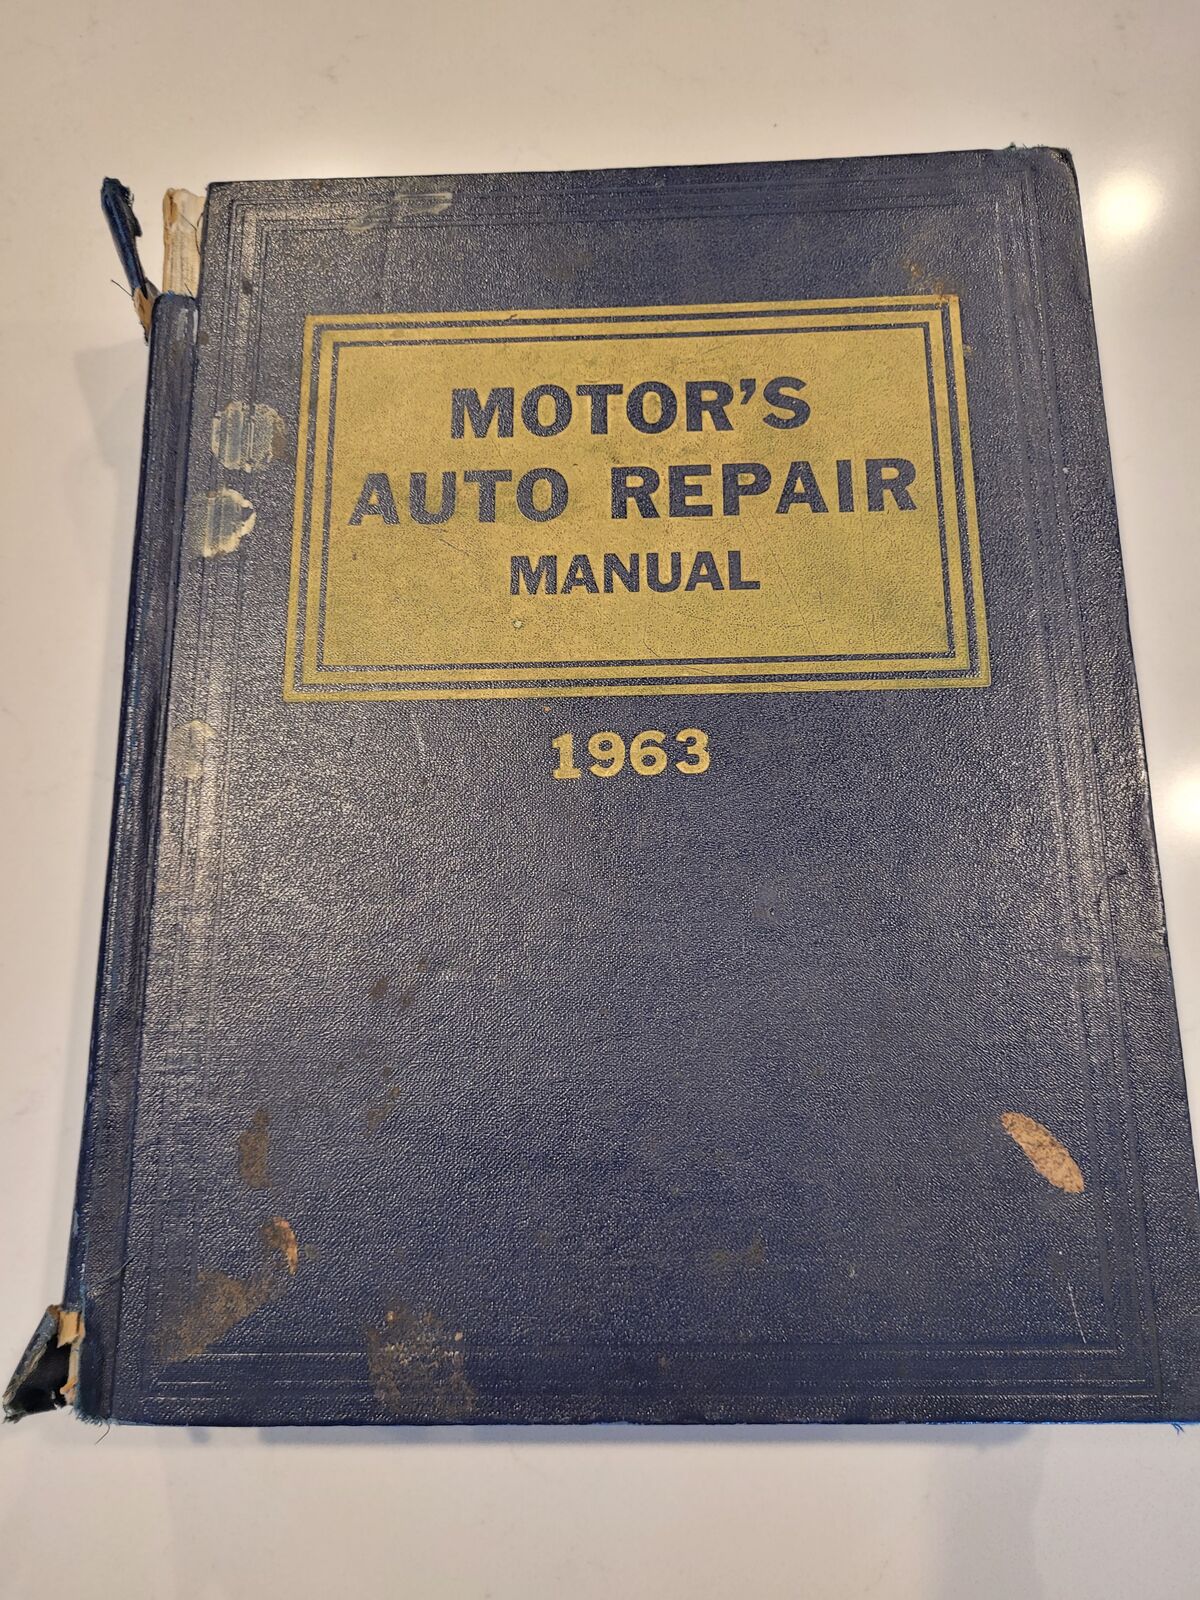 MOTOR'S
AUTO REPAIR
MANUAL
1963